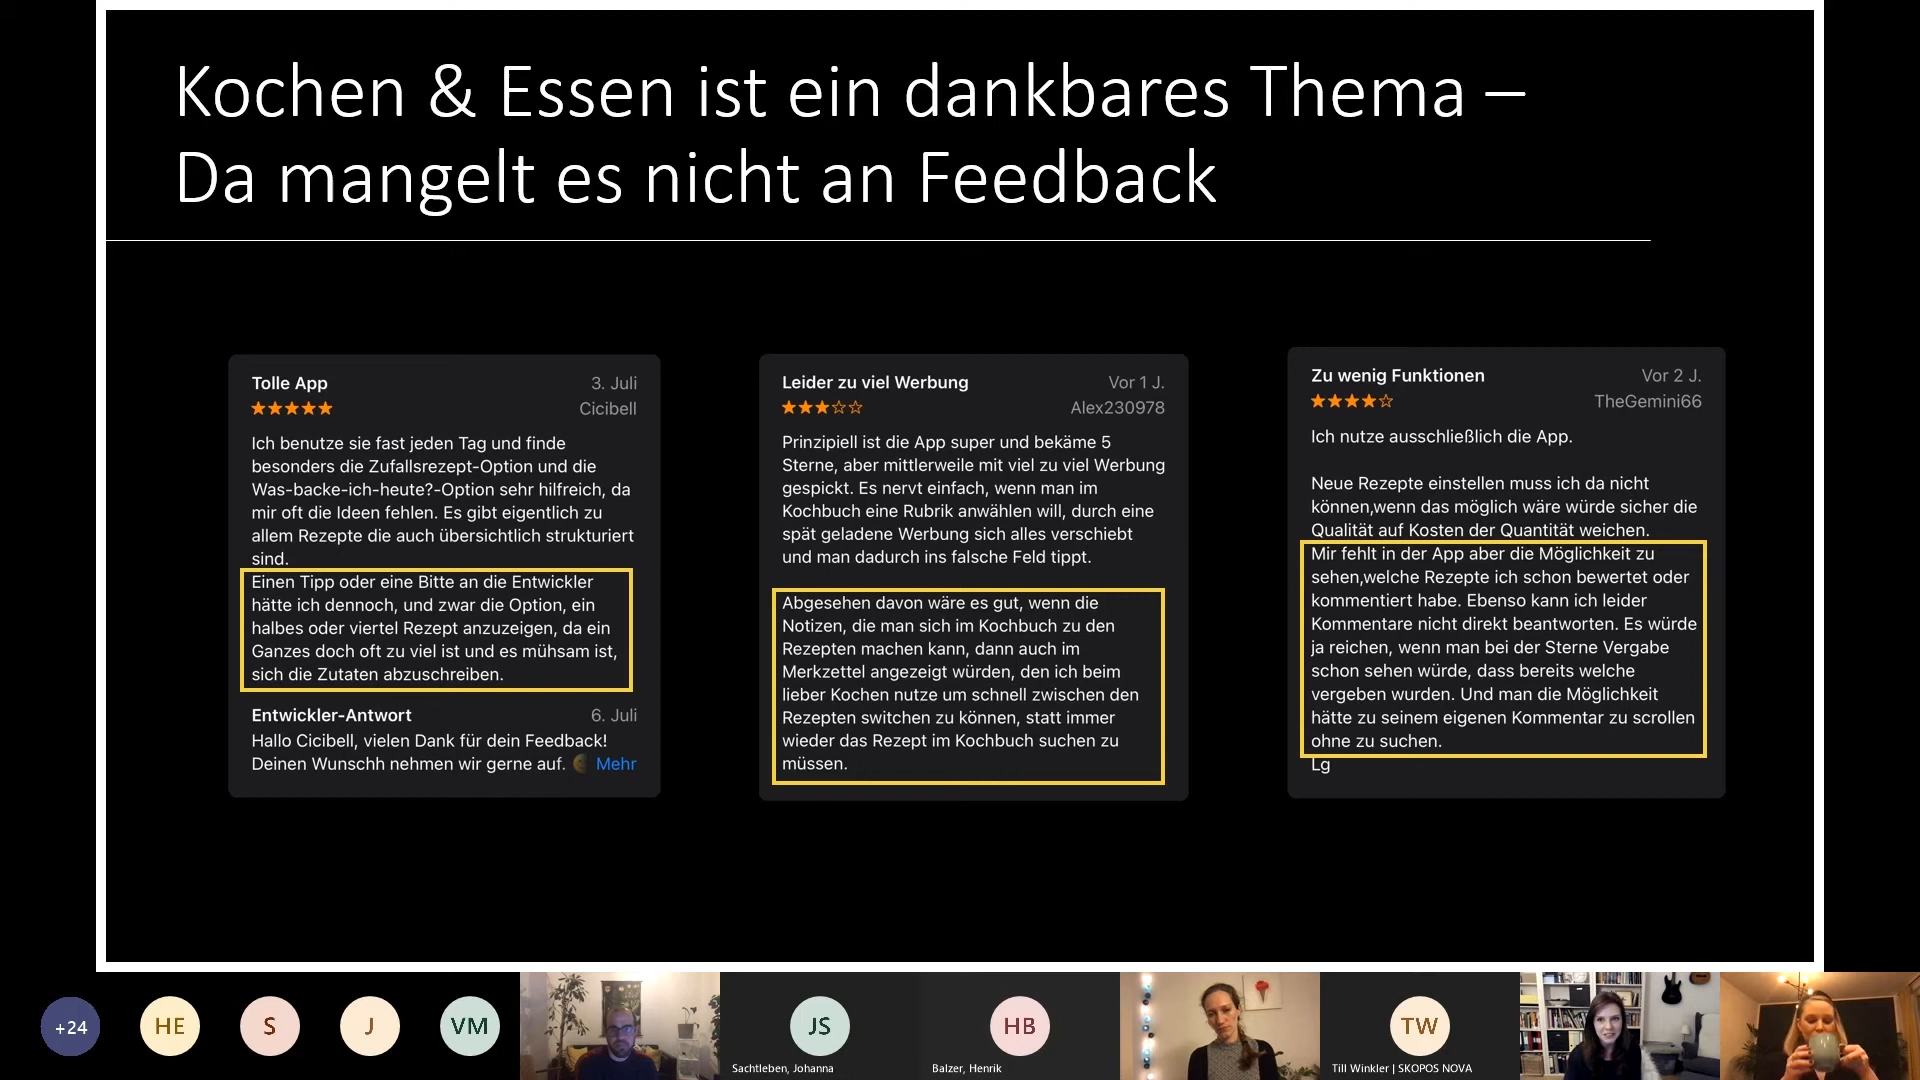 Kochen & Essen ist ein dankbares Thema –
Da mangelt es nicht an Feedback
Tolle App
3. Juli
★★★★★
Cicibell
Ich benutze sie fast jeden Tag und finde
besonders die Zufallsrezept-Option und die
Was-backe-ich-heute?-Option sehr hilfreich, da
mir oft die Ideen fehlen. Es gibt eigentlich zu
allem Rezepte die auch übersichtlich strukturiert
sind.
Einen Tipp oder eine Bitte an die Entwickler
hätte ich dennoch, und zwar die Option, ein
halbes oder viertel Rezept anzuzeigen, da ein
Ganzes doch oft zu viel ist und es mühsam ist,
sich die Zutaten abzuschreiben.
Entwickler-Antwort
6. Juli
Hallo Cicibell, vielen Dank für dein Feedback!
Deinen Wunschh nehmen wir gerne auf. Mehr
Leider zu viel Werbung
Vor 1 J.
★★★☆☆
Alex230978
Prinzipiell ist die App super und bekäme 5
Sterne, aber mittlerweile mit viel zu viel Werbung
gespickt. Es nervt einfach, wenn man im
Kochbuch eine Rubrik anwählen will, durch eine
spät geladene Werbung sich alles verschiebt
und man dadurch ins falsche Feld tippt.
Abgesehen davon wäre es gut, wenn die
Notizen, die man sich im Kochbuch zu den
Rezepten machen kann, dann auch im
Merkzettel angezeigt würden, den ich beim
lieber Kochen nutze um schnell zwischen den
Rezepten switchen zu können, statt immer
wieder das Rezept im Kochbuch suchen zu
müssen.
Zu wenig Funktionen
Vor 2 J.
★★★★☆
TheGemini66
Ich nutze ausschließlich die App.
Neue Rezepte einstellen muss ich da nicht
können,wenn das möglich wäre würde sicher die
Qualität auf Kosten der Quantität weichen.
Mir fehlt in der App aber die Möglichkeit zu
sehen,welche Rezepte ich schon bewertet oder
kommentiert habe. Ebenso kann ich leider
Kommentare nicht direkt beantworten. Es würde
ja reichen, wenn man bei der Sterne Vergabe
schon sehen würde, dass bereits welche
vergeben wurden. Und man die Möglichkeit
hätte zu seinem eigenen Kommentar zu scrollen
ohne zu suchen.
Lg
+24
HE
S
J
VM
JS
Sachtleben, Johanna
HB
Balzer, Henrik
TW
Till Winkler | SKOPOS NOVA